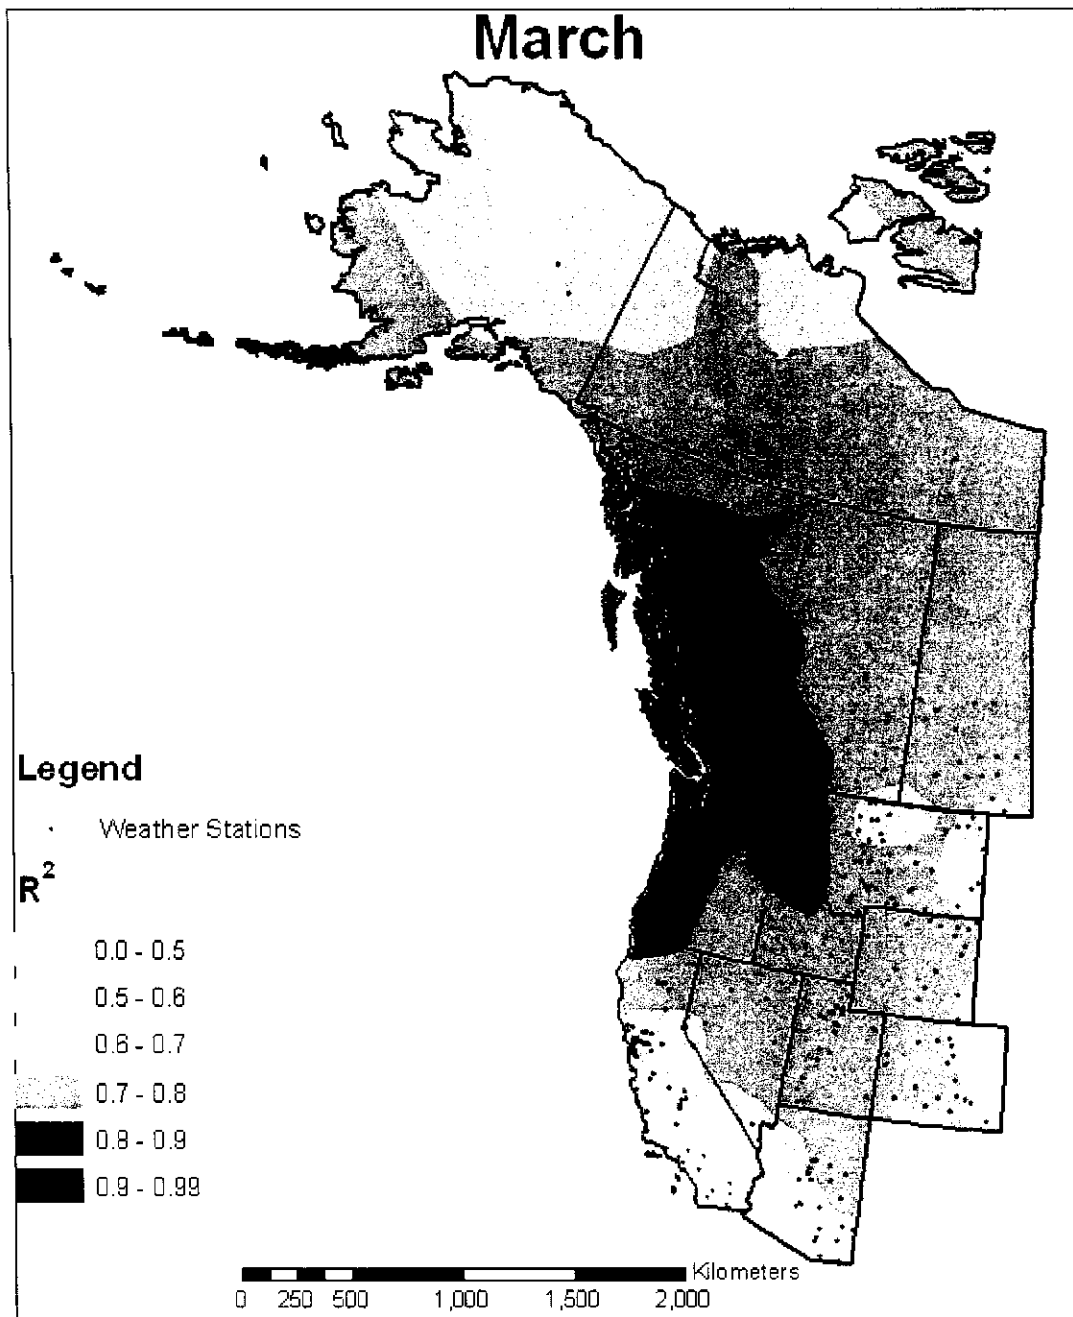 March
Legend
Weather Stations
R2
0.0 - 0.5
0.5 - 0.6
0.6 - 0.7
0.7 - 0.8
0.8 - 0.9
0.9 - 0.99
Kilometers
0 250 500 1,000 1,500 2,000